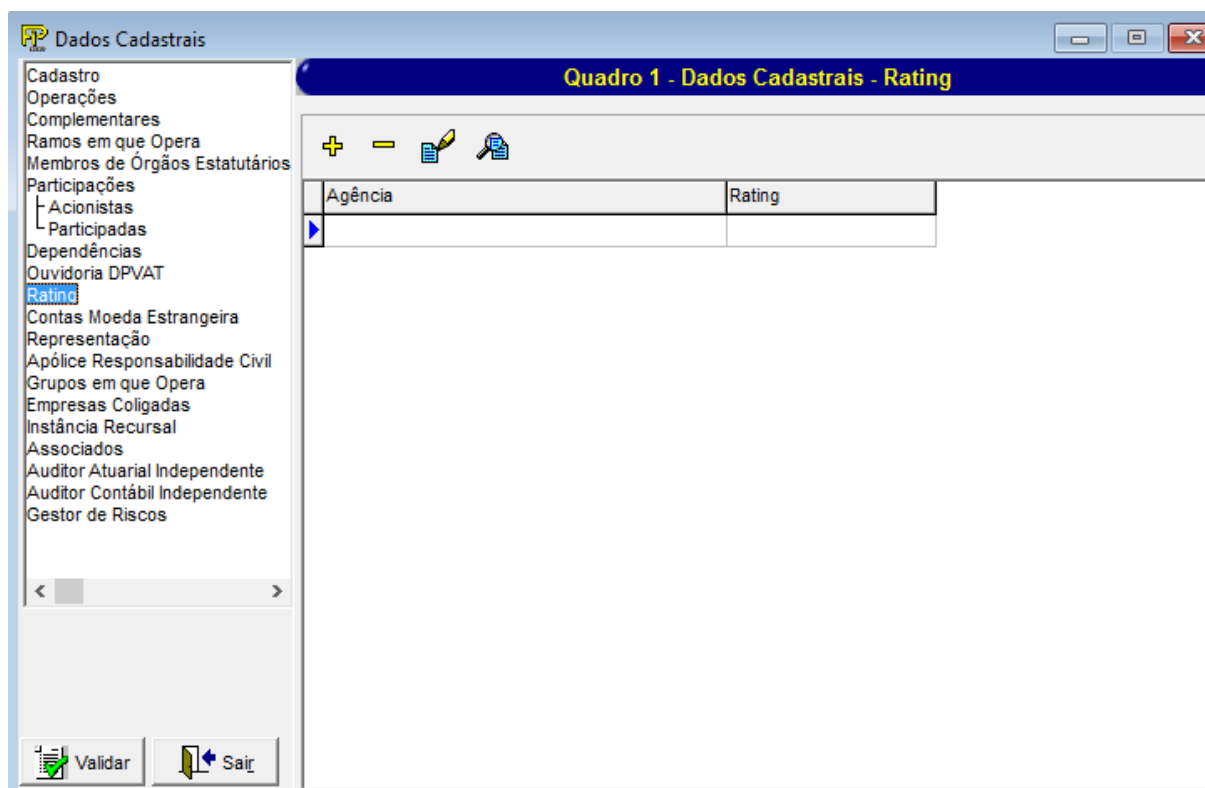 Dados Cadastrais
Cadastro
Operações
Complementares
Ramos em que Opera
Membros de Órgãos Estatutários
Participações
Acionistas
Participadas
Dependências
Ouvidoria DPVAT
Rating
Contas Moeda Estrangeira
Representação
Apólice Responsabilidade Civil
Grupos em que Opera
Empresas Coligadas
Instância Recursal
Associados
Auditor Atuarial Independente
Auditor Contábil Independente
Gestor de Riscos
Validar
Sair
Quadro 1 - Dados Cadastrais - Rating
Agência Rating